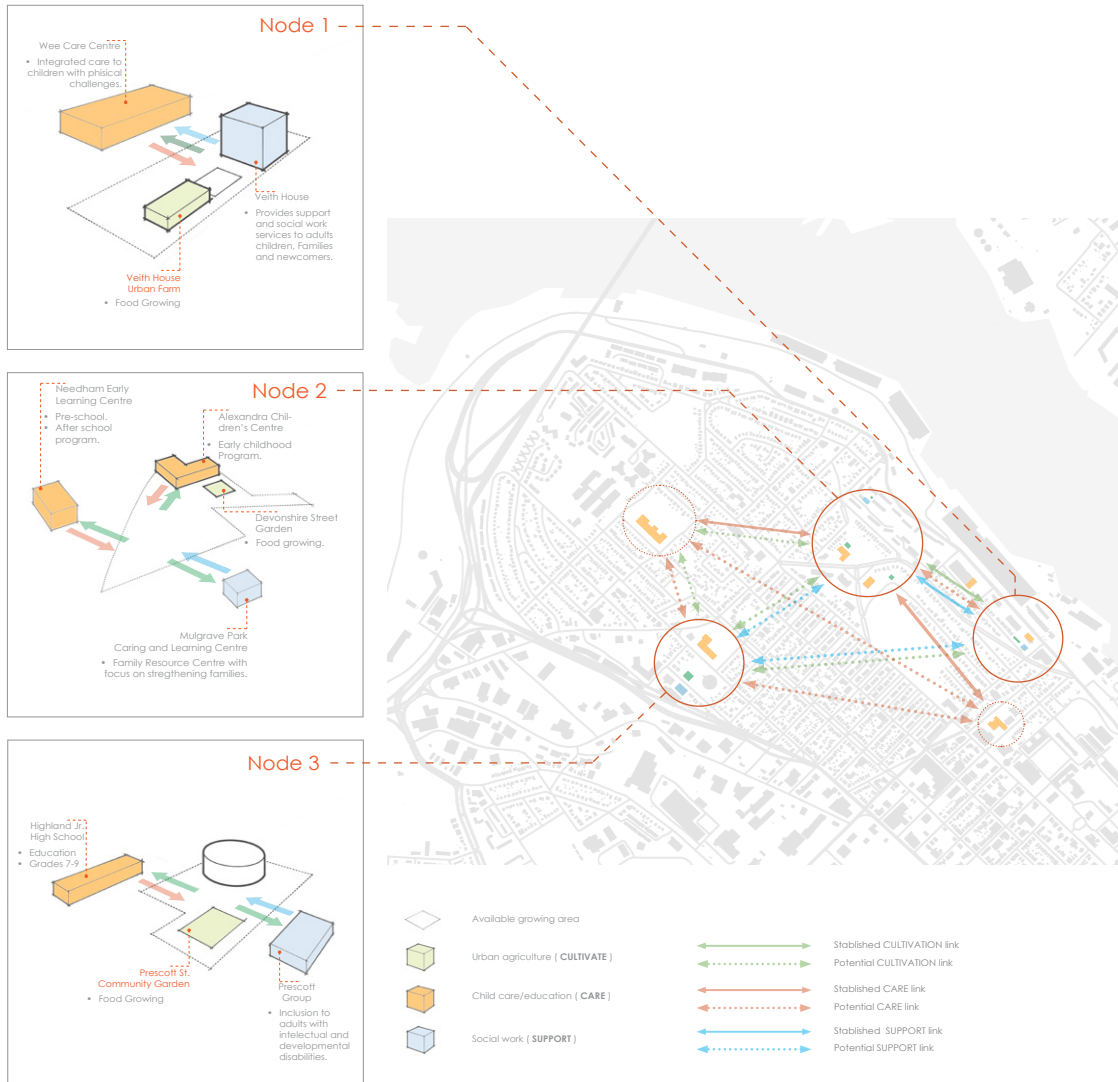 Node 1
Wee Care Centre
• Integrated care to
children with phisical
challenges.
Veith House
• Provides support
and social work
services to adults
children, Families
and newcomers.
Veith House
Urban Farm
• Food Growing
Node 2
Needham Early
Learning Centre
• Pre-school.
• After school
program.
Alexandra Chil-
dren's Centre
• Early childhood
Program.
Devonshire Street
Garden
• Food growing.
Mulgrave Park
Caring and Learning Centre
• Family Resource Centre with
focus on stregthening families.
Node 3
Highland Jr.
High School
• Education
• Grades 7-9
Prescott St.
Community Garden
• Food Growing
Prescott
Group
• Inclusion to
adults with
intelectual and
developmental
disabilities.
Available growing area
Urban agriculture ( CULTIVATE )
Child care/education ( CARE )
Social work ( SUPPORT )
Stablished CULTIVATION link
Potential CULTIVATION link
Stablished CARE link
Potential CARE link
Stablished SUPPORT link
Potential SUPPORT link